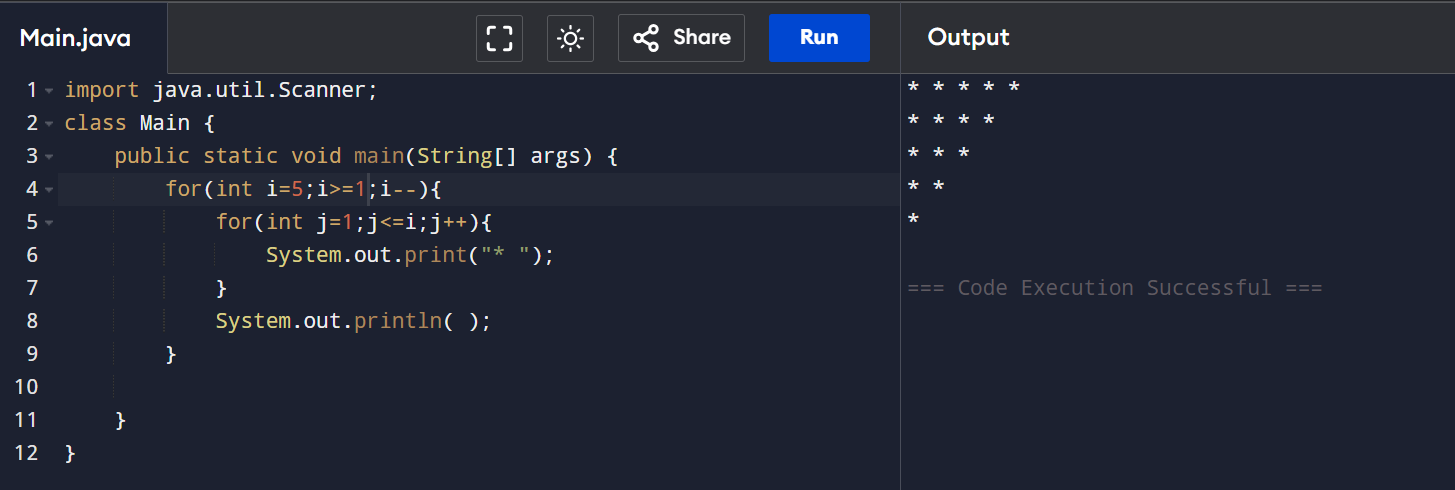 Main.java
Share
Run
Output
1 import java.util.Scanner;
2 class Main {
3     public static void main(String[] args) {
4         for(int i=5;i>=1;i--){
5             for(int j=1;j<=i;j++){
6                 System.out.print("* ");
7             }
8             System.out.println( );
9         }
10
11     }
12 }
* * * * *
* * * *
* * *
* *
*
=== Code Execution Successful ===